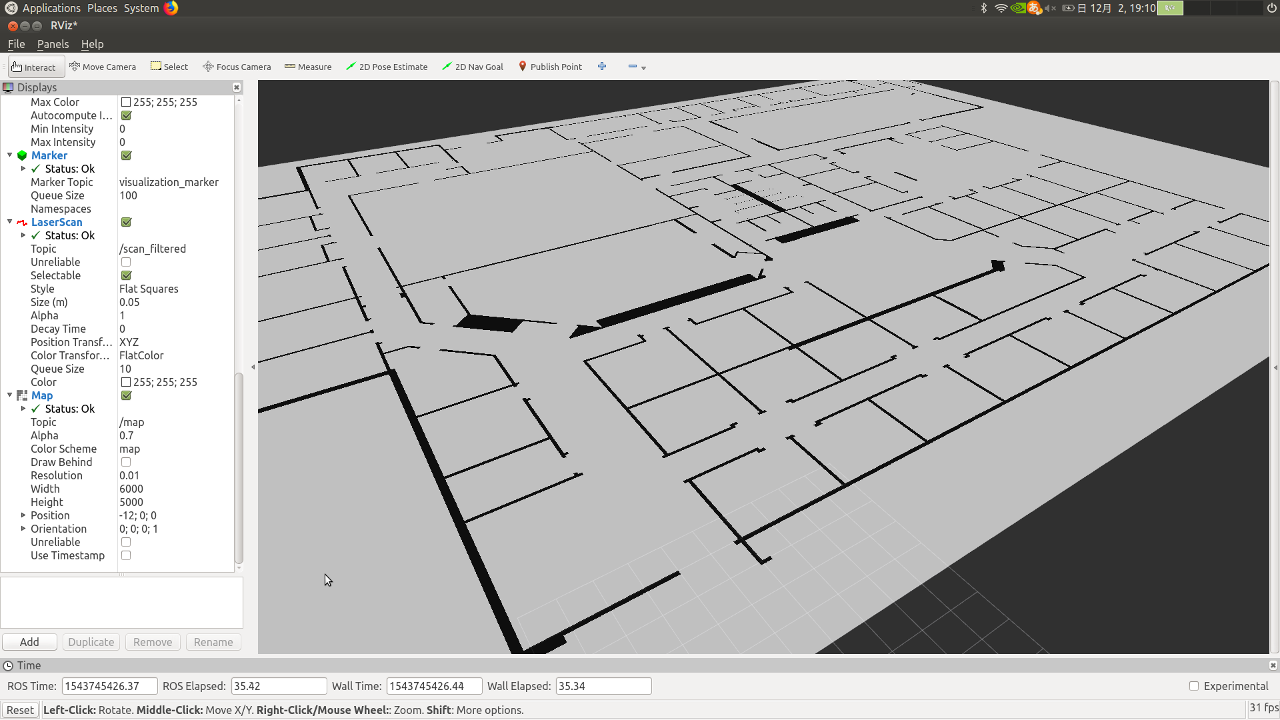 Applications Places System
日 12月 2, 19:10
RViz*
File Panels Help
Interact Move Camera Select Focus Camera Measure 2D Pose Estimate 2D Nav Goal Publish Point
Displays
Max Color 255; 255; 255
Autocompute I...
Min Intensity 0
Max Intensity 0
Marker
Status: Ok
Marker Topic visualization_marker
Queue Size 100
Namespaces
LaserScan
Status: Ok
Topic /scan_filtered
Unreliable
Selectable
Style Flat Squares
Size (m) 0.05
Alpha 1
Decay Time 0
Position Transf... XYZ
Color Transfor... FlatColor
Queue Size 10
Color 255; 255; 255
Map
Status: Ok
Topic /map
Alpha 0.7
Color Scheme map
Draw Behind
Resolution 0.01
Width 6000
Height 5000
Position -12; 0; 0
Orientation 0; 0; 0; 1
Unreliable
Use Timestamp
Add Duplicate Remove Rename
Time
ROS Time: 1543745426.37 ROS Elapsed: 35.42 Wall Time: 1543745426.44 Wall Elapsed: 35.34 Experimental
Reset Left-Click: Rotate. Middle-Click: Move X/Y. Right-Click/Mouse Wheel:: Zoom. Shift: More options. 31 fps